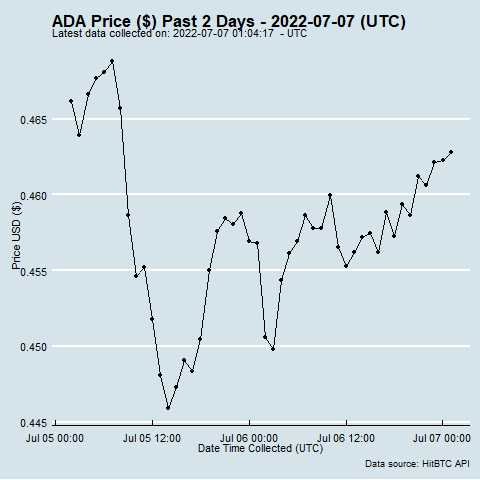 ADA Price ($) Past 2 Days - 2022-07-07 (UTC)
Latest data collected on: 2022-07-07 01:04:17 - UTC
Price USD ($)
0.465
0.460
0.455
0.450
0.445
Jul 05 00:00 Jul 05 12:00 Jul 06 00:00 Jul 06 12:00 Jul 07 00:00
Date Time Collected (UTC)
Data source: HitBTC API